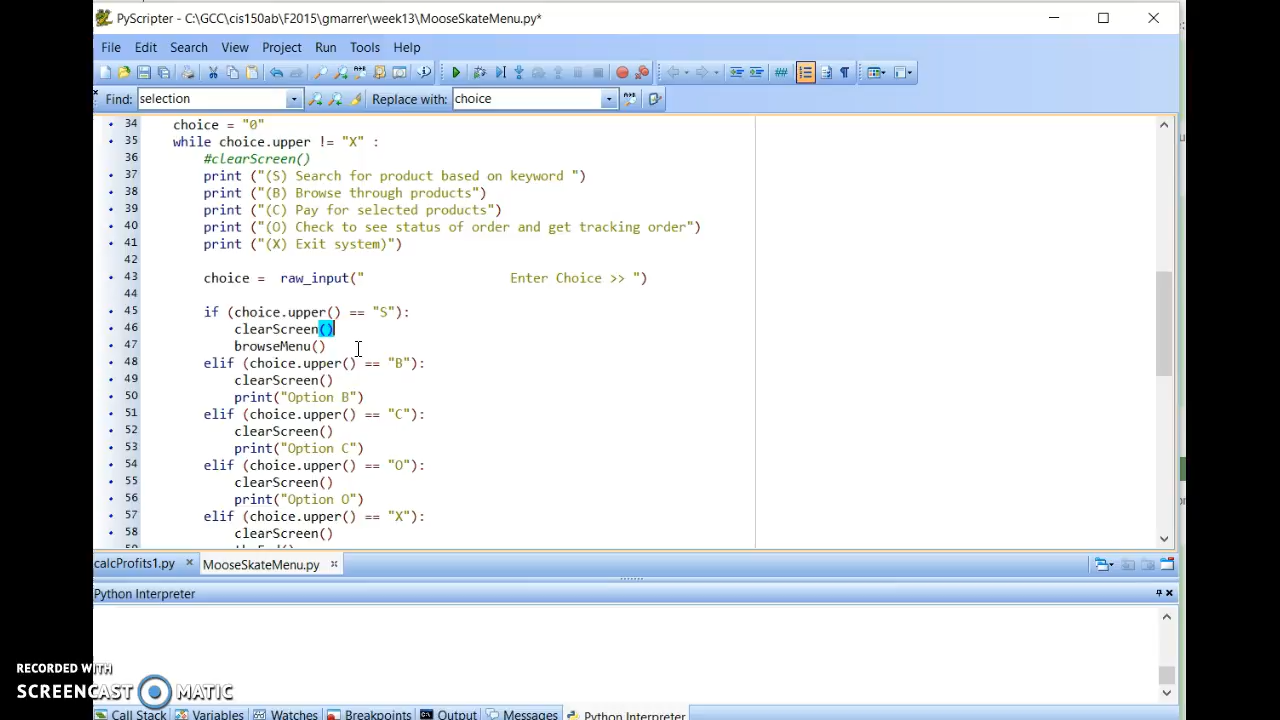 PyScripter - C:\GCC\cis150ab\F2015\gmarrer\week13\MooseSkateMenu.py*
File Edit Search View Project Run Tools Help
Find: selection Replace with: choice
34 choice = "0"
35 while choice.upper != "X" :
36 #clearScreen()
37 print ("(S) Search for product based on keyword ")
38 print ("(B) Browse through products")
39 print ("(C) Pay for selected products")
40 print ("(O) Check to see status of order and get tracking order")
41 print ("(X) Exit system)")
42
43 choice = raw_input(" Enter Choice >> ")
44
45 if (choice.upper() == "S"):
46 clearScreen()
47 browseMenu()
48 elif (choice.upper() == "B"):
49 clearScreen()
50 print("Option B")
51 elif (choice.upper() == "C"):
52 clearScreen()
53 print("Option C")
54 elif (choice.upper() == "O"):
55 clearScreen()
56 print("Option O")
57 elif (choice.upper() == "X"):
58 clearScreen()
calcProfits1.py MooseSkateMenu.py
Python Interpreter
RECORDED WITH
SCREENCAST MATIC
Call Stack Variables Watches Breakpoints Output Messages Python Interpreter